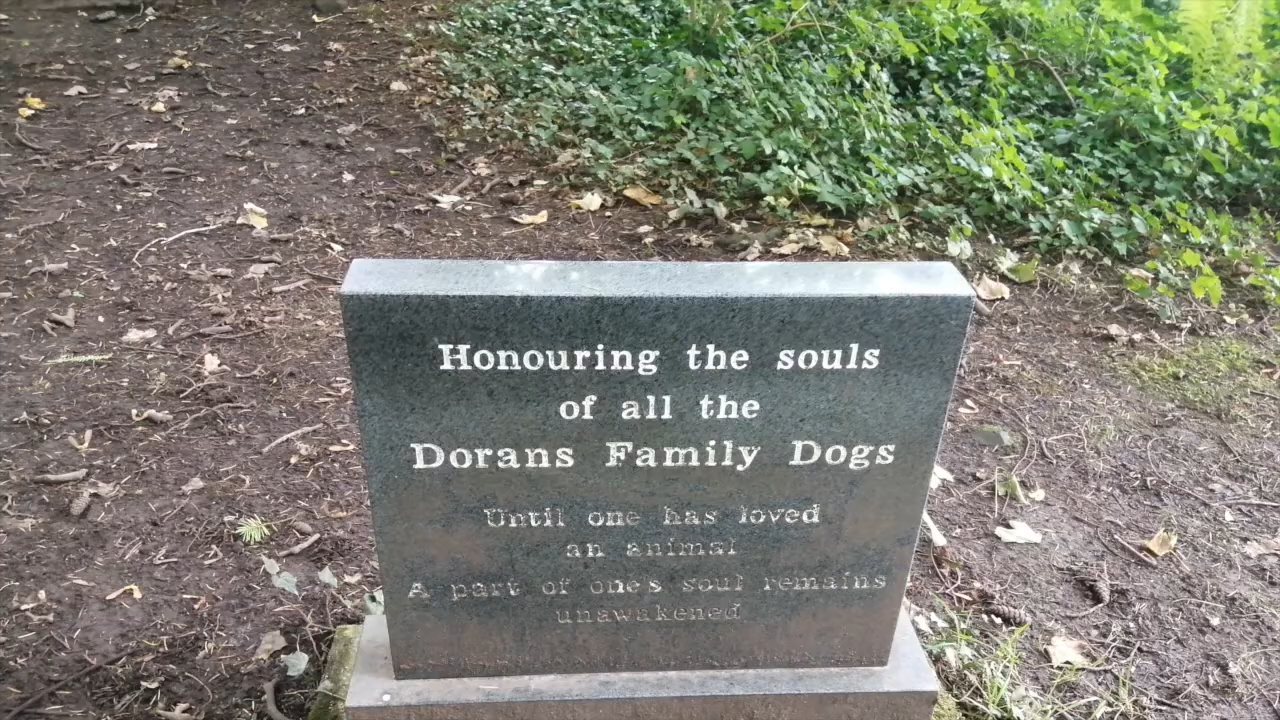 Honouring the souls
of all the
Dorans Family Dogs
Until one has loved
an animal
A part of one's soul remains
unawakened